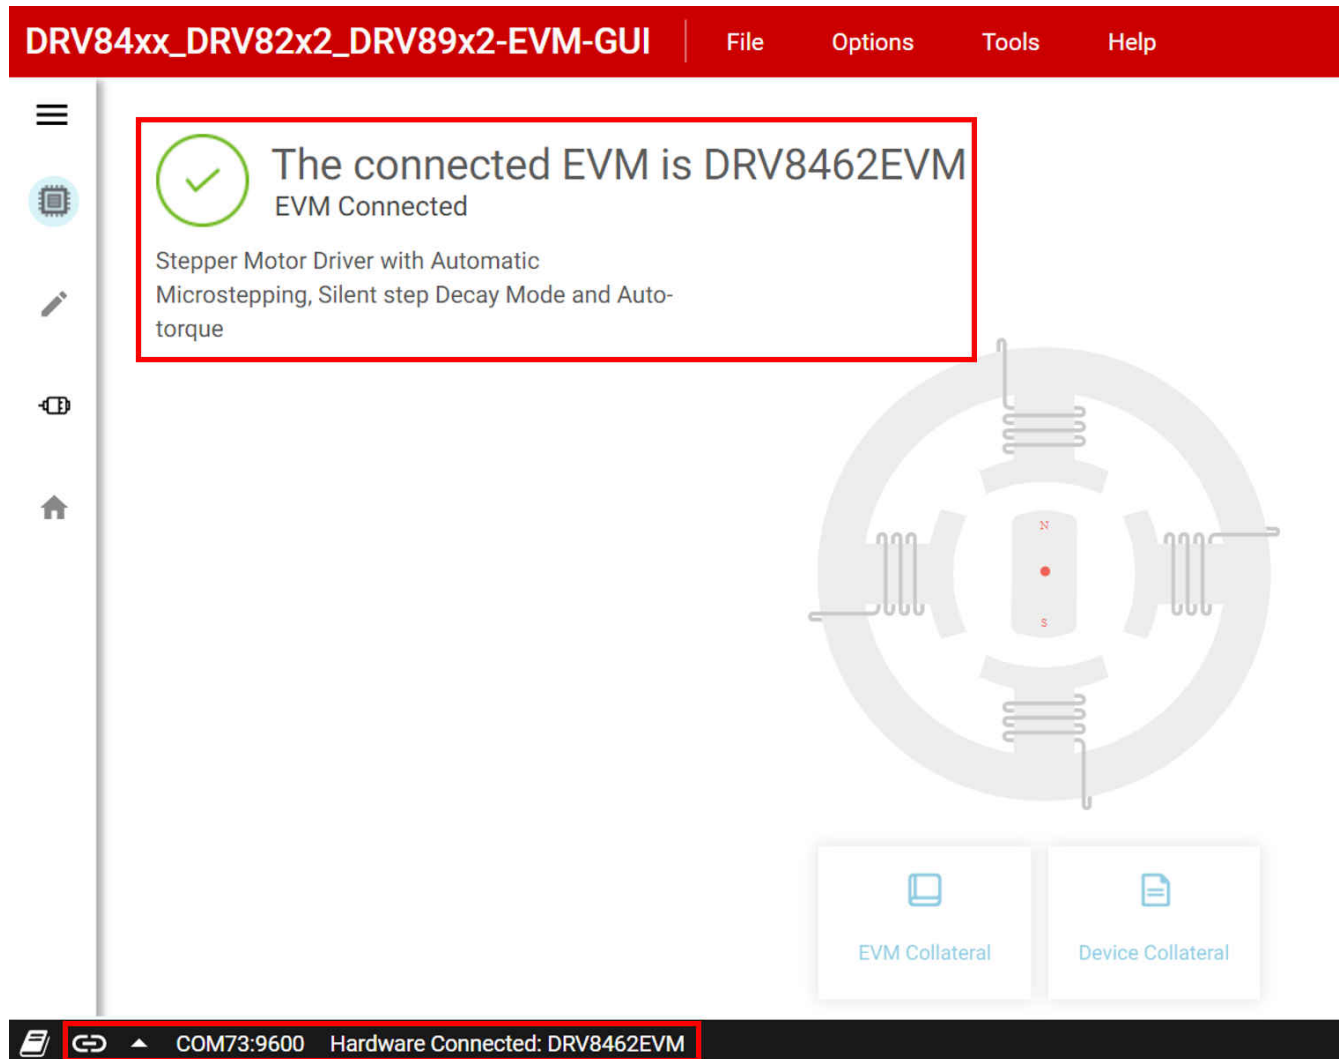 DRV84xx_DRV82x2_DRV89x2-EVM-GUI File Options Tools Help
The connected EVM is DRV8462EVM
EVM Connected
Stepper Motor Driver with Automatic
Microstepping, Silent step Decay Mode and Auto-
torque
N
S
EVM Collateral Device Collateral
COM73:9600 Hardware Connected: DRV8462EVM